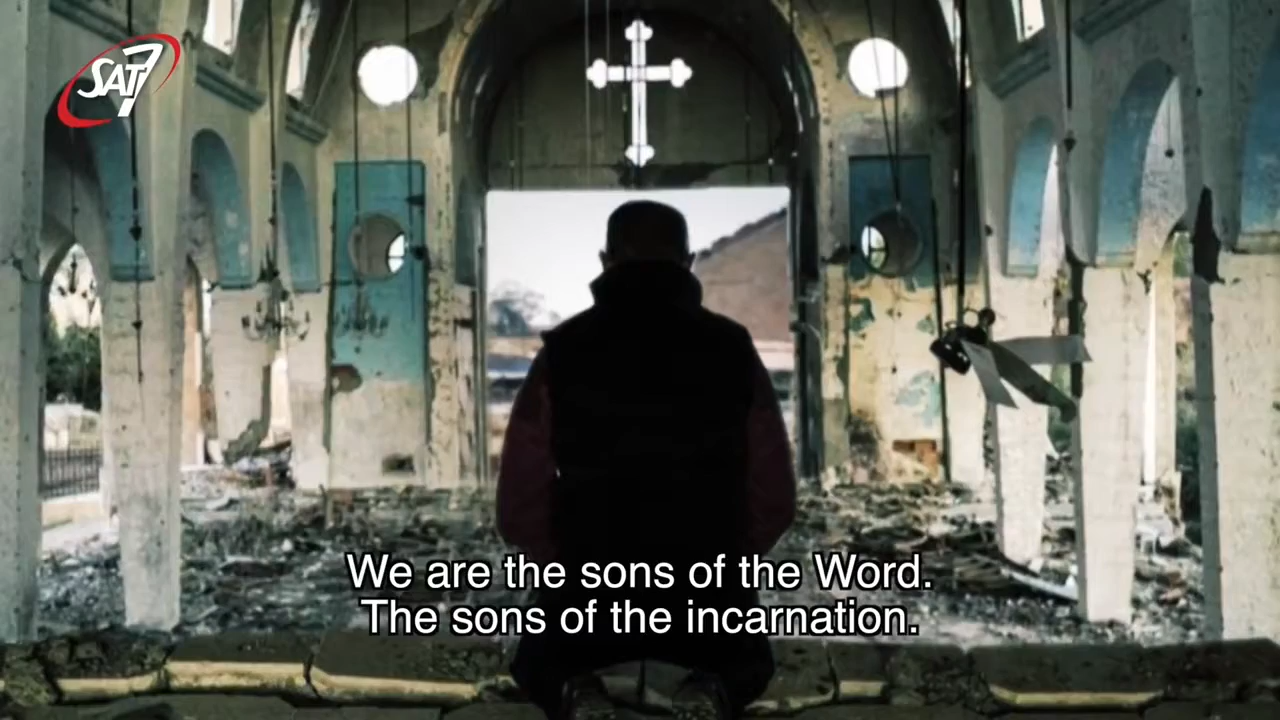 SAT7
We are the sons of the Word.
The sons of the incarnation.